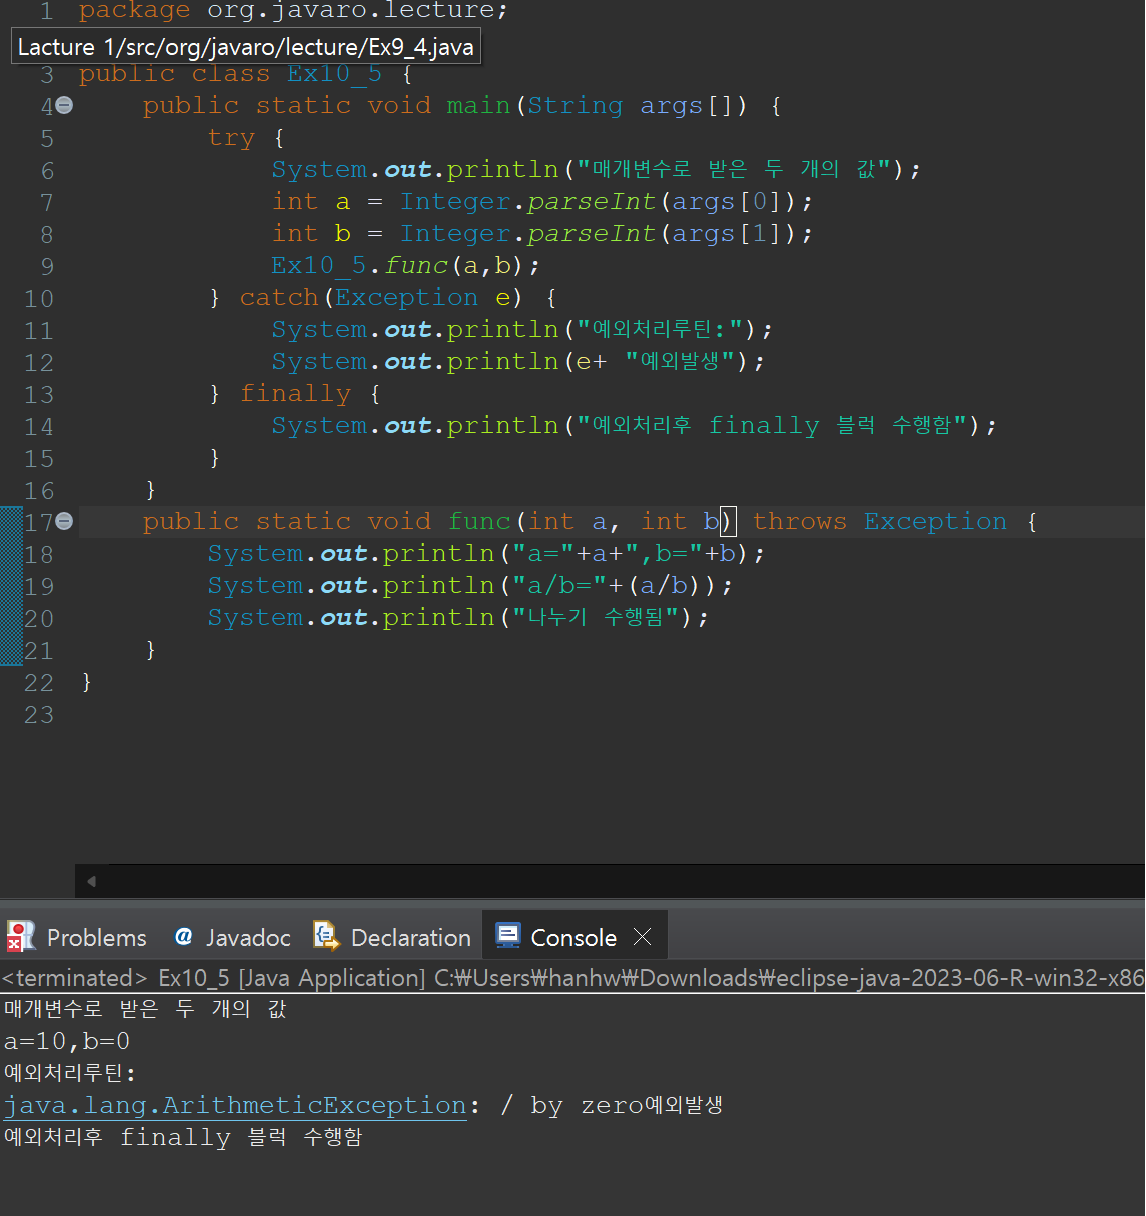 1 package org.javaro.lecture;
Lacture 1/src/org/javaro/lecture/Ex9_4.java
3 public class Ex10_5 {
4 public static void main(String args[]) {
5 try {
6 System.out.println("매개변수로 받은 두 개의 값");
7 int a = Integer.parseInt(args[0]);
8 int b = Integer.parseInt(args[1]);
9 Ex10_5.func(a,b);
10 } catch(Exception e) {
11 System.out.println("예외처리루틴:");
12 System.out.println(e+ "예외발생");
13 } finally {
14 System.out.println("예외처리후 finally 블럭 수행함");
15 }
16 }
17 public static void func(int a, int b) throws Exception {
18 System.out.println("a="+a+",b="+b);
19 System.out.println("a/b="+(a/b));
20 System.out.println("나누기 수행됨");
21 }
22 }
23
Problems Javadoc Declaration Console
<terminated> Ex10_5 [Java Application] C:₩Users₩hanhw₩Downloads₩eclipse-java-2023-06-R-win32-x86
매개변수로 받은 두 개의 값
a=10,b=0
예외처리루틴:
java.lang.ArithmeticException: / by zero예외발생
예외처리후 finally 블럭 수행함